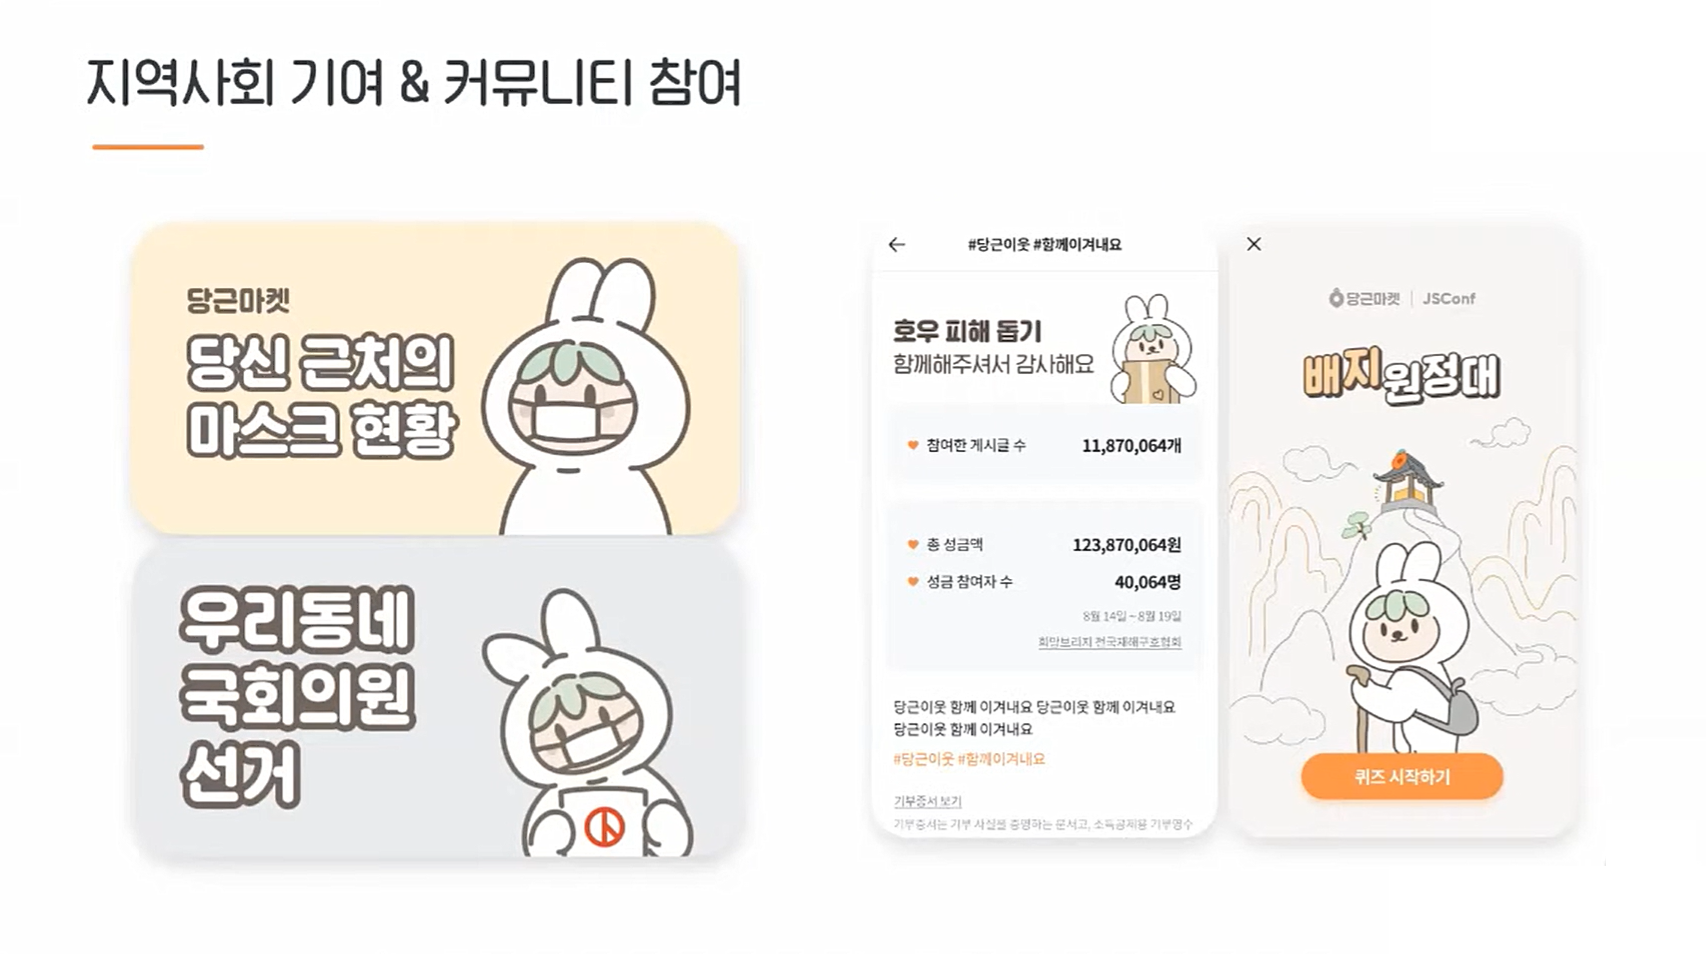 지역사회 기여 & 커뮤니티 참여
당근마켓
당신 근처의
마스크 현황
우리동네
국회의원
선거
#당근이웃 #함께이겨내요
호우 피해 돕기
함께해주셔서 감사해요
참여한 게시글 수 11,870,064개
총 성금액 123,870,064원
성금 참여자 수 40,064명
8월 14일 ~ 8월 19일
희망브리지 전국재해구호협회
당근이웃 함께 이겨내요 당근이웃 함께 이겨내요
당근이웃 함께 이겨내요
#당근이웃 #함께이겨내요
기부증서 보기
기부증서는 기부 사실을 증명하는 문서고, 소득공제용 기부영수
당근마켓 | JSConf
배지원정대
퀴즈 시작하기